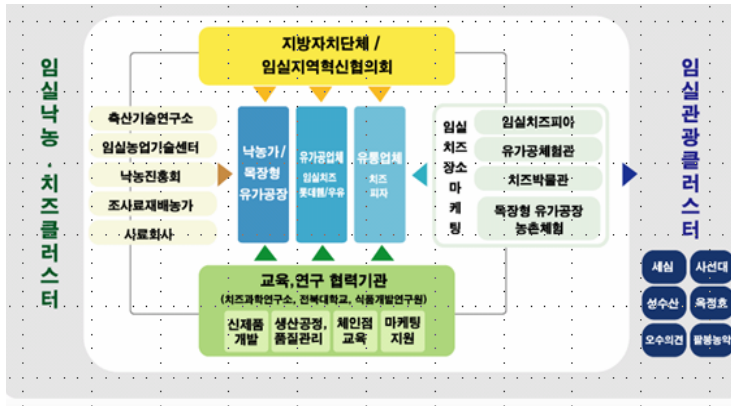 임실낙농·치즈클러스터
지방자치단체 /
임실지역혁신협의회
축산기술연구소
임실농업기술센터
낙농진흥회
조사료재배농가
사료회사
낙농가/
목장형
유가공장
유가공업체
임실치즈
롯데햄/우유
유통업체
치즈
피자
임실
치즈
장소
마
케
팅
임실치즈피아
유가공체험관
치즈박물관
목장형 유가공장
농촌체험
교육,연구 협력기관
(치즈과학연구소, 전북대학교, 식품개발연구원)
신제품
개발
생산공정,
품질관리
체인점
교육
마케팅
지원
임실관광클러스터
세심
사선대
성수산
옥정호
오수의견
필봉농악